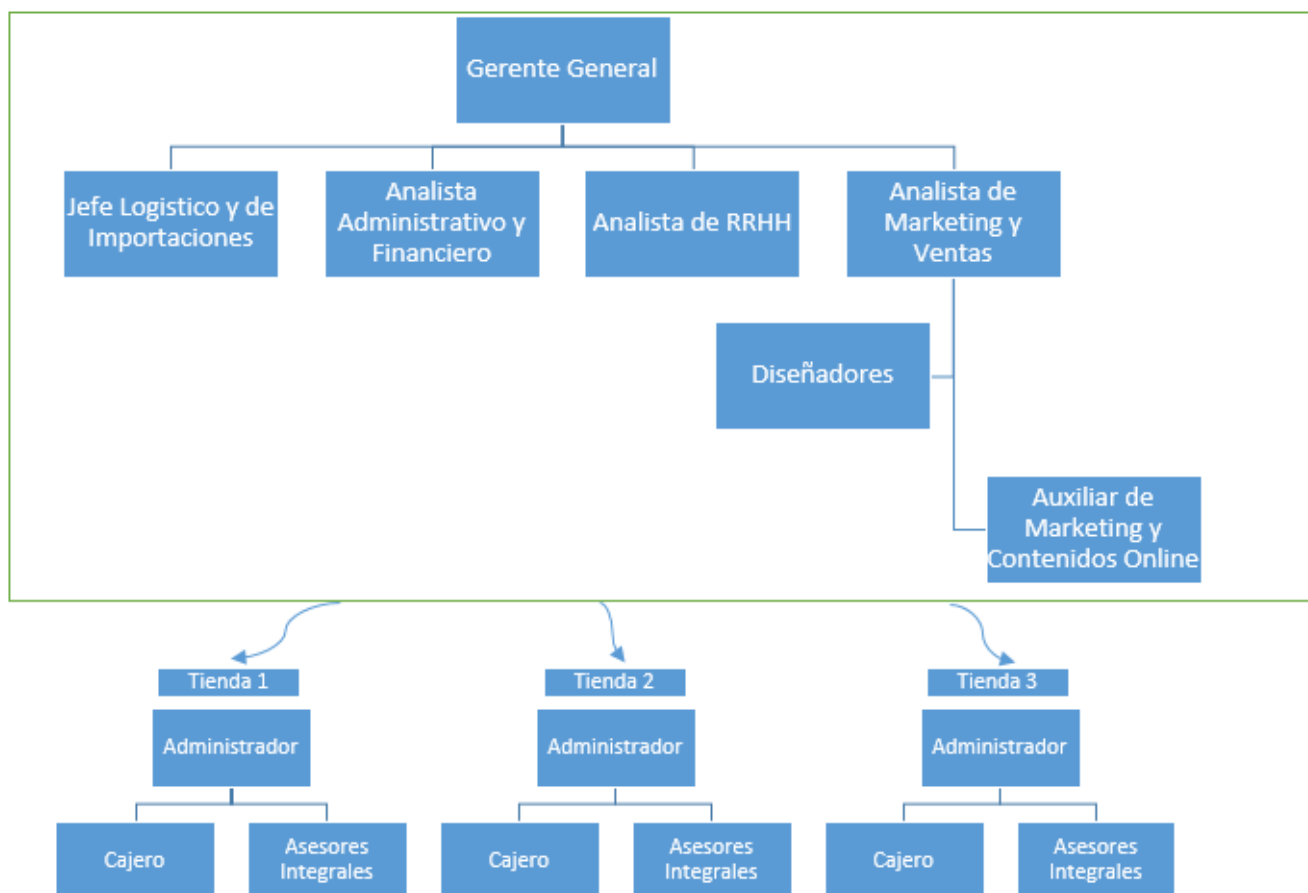 Gerente General
Jefe Logistico y de
Importaciones
Analista
Administrativo y
Financiero
Analista de RRHH
Analista de
Marketing y
Ventas
Diseñadores
Auxiliar de
Marketing y
Contenidos Online
Tienda 1
Tienda 2
Tienda 3
Administrador
Administrador
Administrador
Cajero
Asesores
Integrales
Cajero
Asesores
Integrales
Cajero
Asesores
Integrales